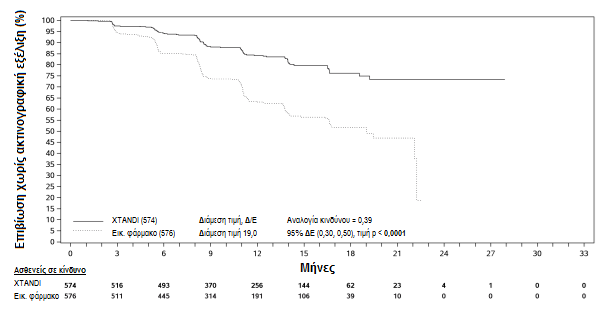 Επιβίωση χωρίς ακτινογραφική εξέλιξη (%)
100
95
90
85
80
75
70
65
60
55
50
45
40
35
30
25
20
15
10
5
0
XTANDI (574) Διάμεση τιμή, Δ/Ε Αναλογία κινδύνου = 0,39
Εικ. φάρμακο (576) Διάμεση τιμή 19,0 95% ΔΕ (0,30, 0,50), τιμή p < 0,0001
0 3 6 9 12 15 18 21 24 27 30 33
Μήνες
Ασθενείς σε κίνδυνο
XTANDI 574 516 493 370 256 144 62 23 4 1 0 0
Εικ. φάρμακο 576 511 445 314 191 106 39 10 0 0 0 0